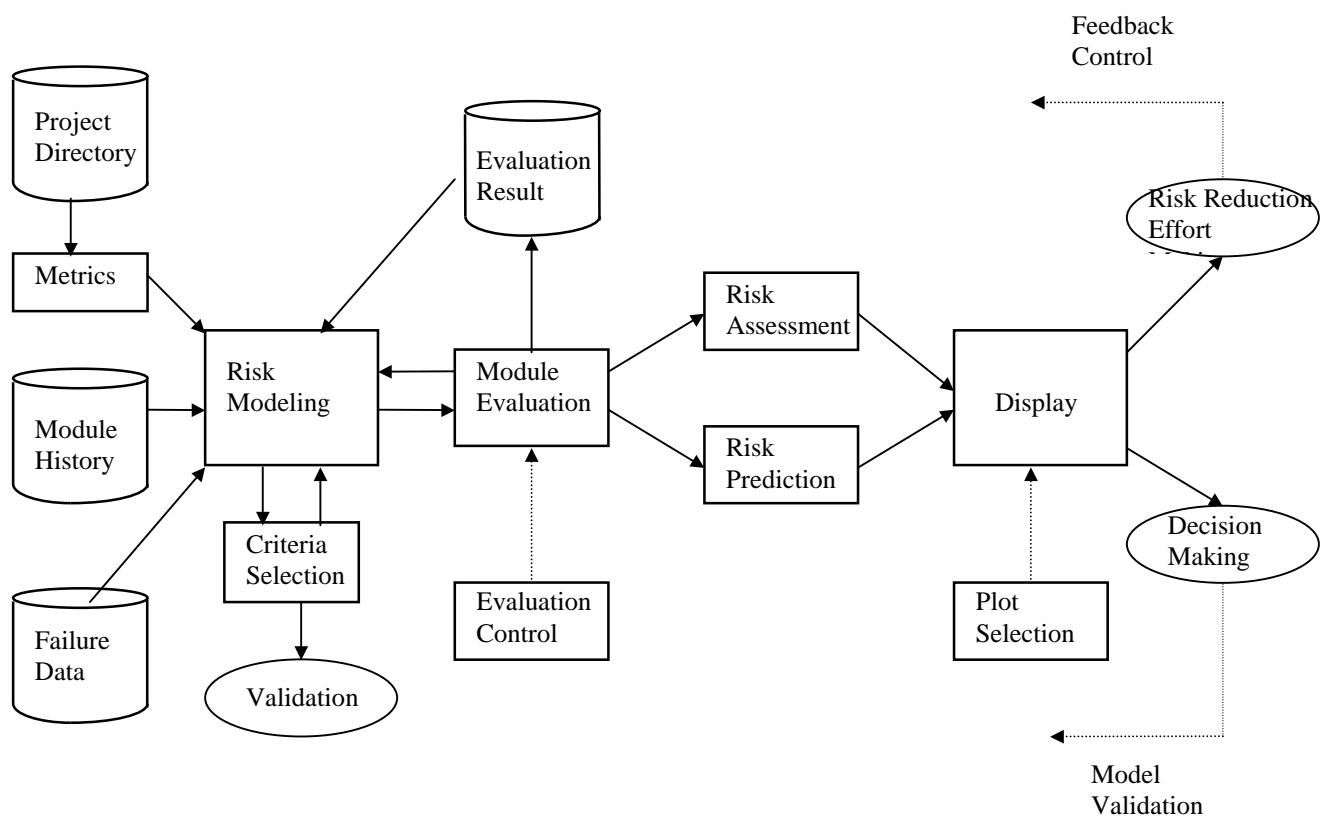 Feedback
Control
Project
Directory
Evaluation
Result
Risk Reduction
Effort
Metrics
Risk
Assessment
Risk
Modeling
Module
Evaluation
Display
Module
History
Risk
Prediction
Criteria
Selection
Decision
Making
Evaluation
Control
Plot
Selection
Failure
Data
Validation
Model
Validation